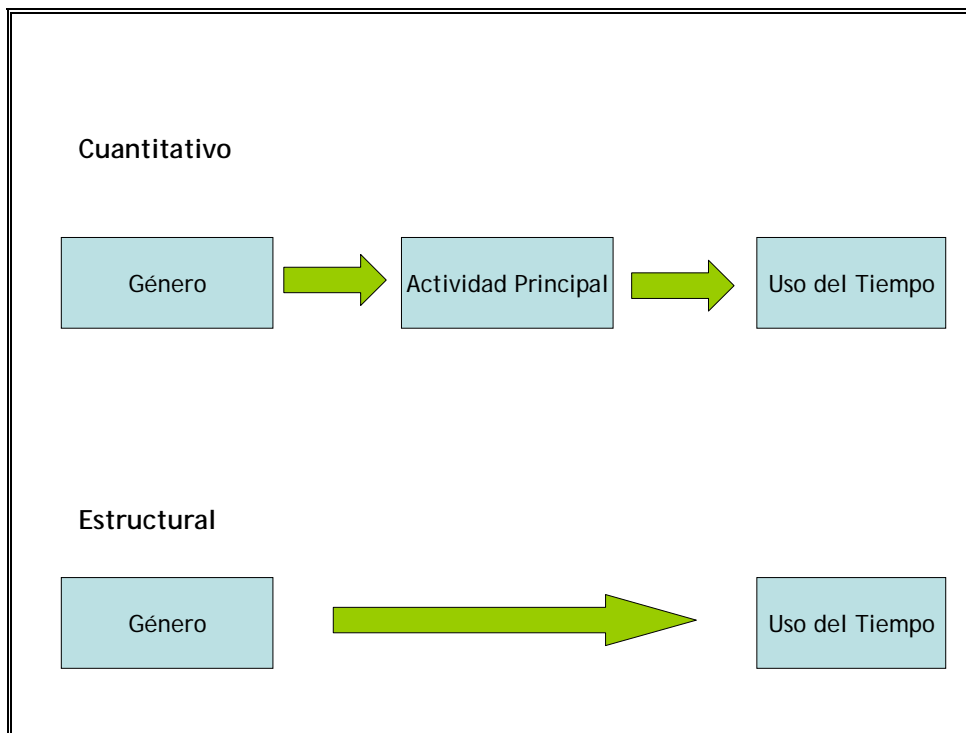 Cuantitativo
Género
Actividad Principal
Uso del Tiempo
Estructural
Género
Uso del Tiempo